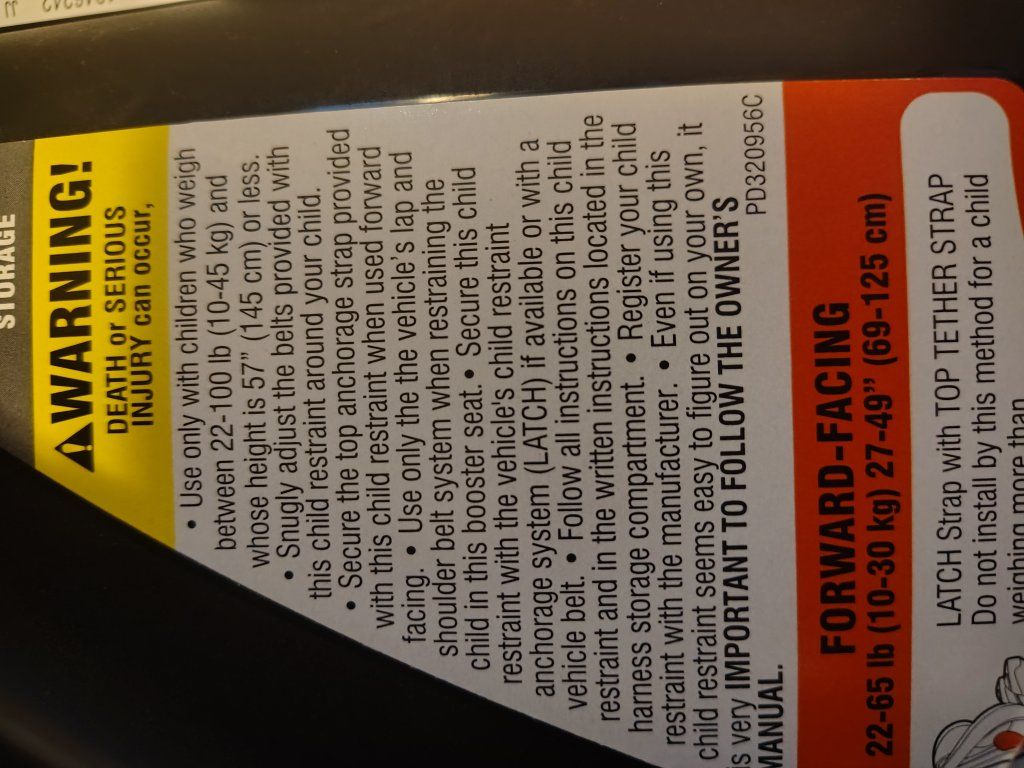 STORAGE
WARNING!
DEATH or SERIOUS
INJURY can occur,
• Use only with children who weigh
between 22-100 lb (10-45 kg) and
whose height is 57” (145 cm) or less.
• Snugly adjust the belts provided with
this child restraint around your child.
• Secure the top anchorage strap provided
with this child restraint when used forward
facing. • Use only the vehicle’s lap and
shoulder belt system when restraining the
child in this booster seat. • Secure this child
restraint with the vehicle's child restraint
anchorage system (LATCH) if available or with a
vehicle belt. • Follow all instructions on this child
restraint and in the written instructions located in the
harness storage compartment. • Register your child
restraint with the manufacturer. • Even if using this
child restraint seems easy to figure out on your own, it
is very IMPORTANT TO FOLLOW THE OWNER’S
MANUAL.
PD320956C
FORWARD-FACING
22-65 lb (10-30 kg) 27-49” (69-125 cm)
LATCH Strap with TOP TETHER STRAP
Do not install by this method for a child
weighing more than